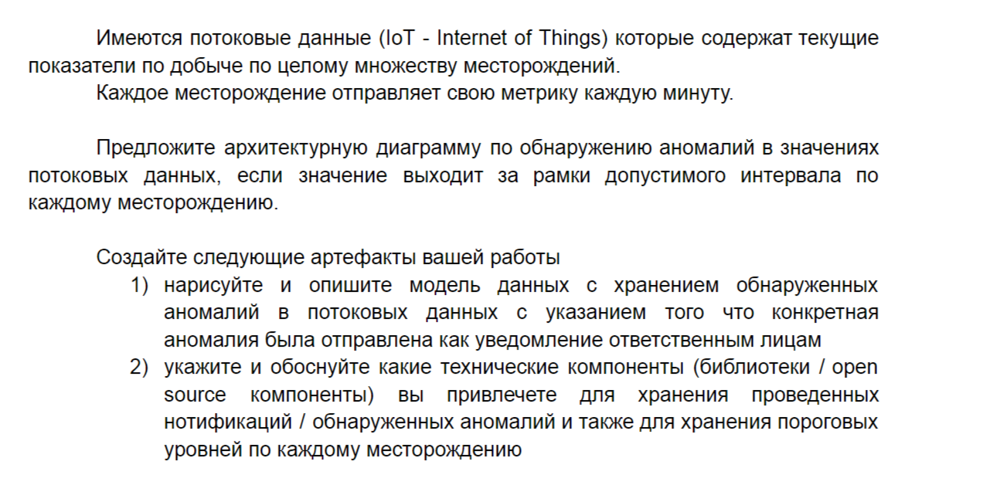 Имеются потоковые данные (IoT - Internet of Things) которые содержат текущие
показатели по добыче по целому множеству месторождений.
Каждое месторождение отправляет свою метрику каждую минуту.
Предложите архитектурную диаграмму по обнаружению аномалий в значениях
потоковых данных, если значение выходит за рамки допустимого интервала по
каждому месторождению.
Создайте следующие артефакты вашей работы
1) нарисуйте и опишите модель данных с хранением обнаруженных
аномалий в потоковых данных с указанием того что конкретная
аномалия была отправлена как уведомление ответственным лицам
2) укажите и обоснуйте какие технические компоненты (библиотеки / open
source компоненты) вы привлечете для хранения проведенных
нотификаций / обнаруженных аномалий и также для хранения пороговых
уровней по каждому месторождению